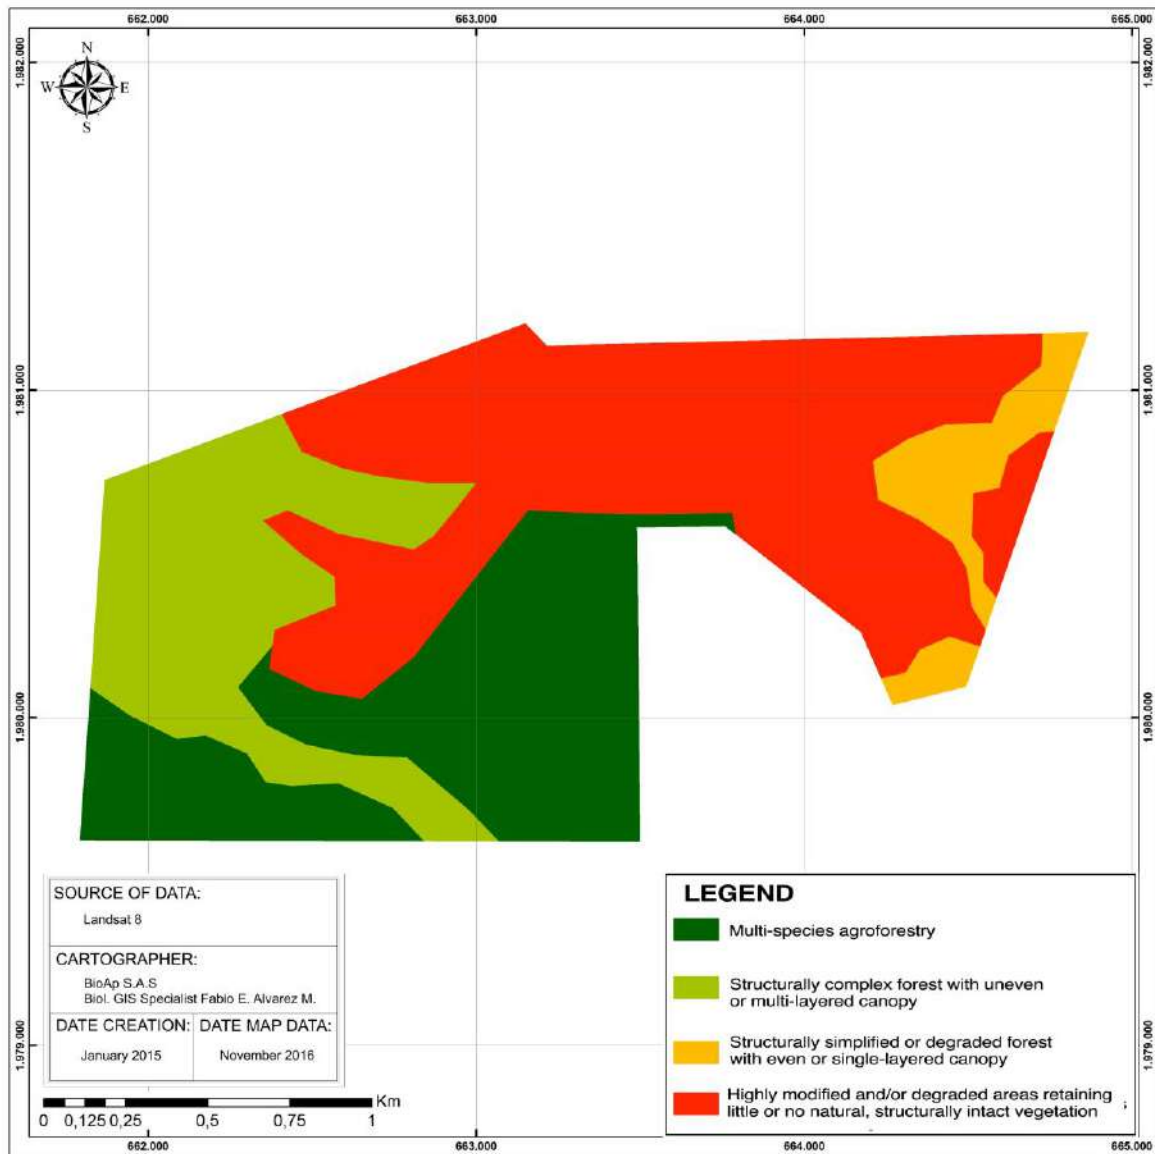 662.000 663.000 664.000 665.000
1.982.000 1.982.000
N
W E
S
1.981.000 1.981.000
1.980.000 1.980.000
SOURCE OF DATA:
Landsat 8
CARTOGRAPHER:
BioAp S.A.S
Biol. GIS Specialist Fabio E. Alvarez M.
DATE CREATION: DATE MAP DATA:
January 2015 November 2016
LEGEND
Multi-species agroforestry
Structurally complex forest with uneven
or multi-layered canopy
Structurally simplified or degraded forest
with even or single-layered canopy
Highly modified and/or degraded areas retaining
little or no natural, structurally intact vegetation s
1.979.000 1.979.000
Km
0 0,125 0,25 0,5 0,75 1
662.000 663.000 664.000 665.000